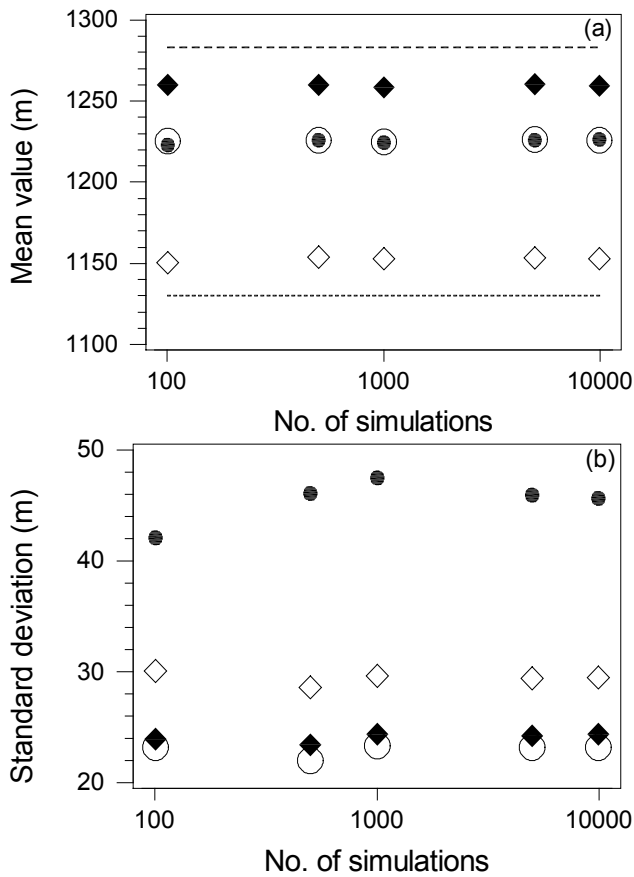 1300
(a)
1250
1200
1150
1100
Mean value (m)
100
1000
10000
No. of simulations
50
(b)
40
30
20
Standard deviation (m)
100
1000
10000
No. of simulations